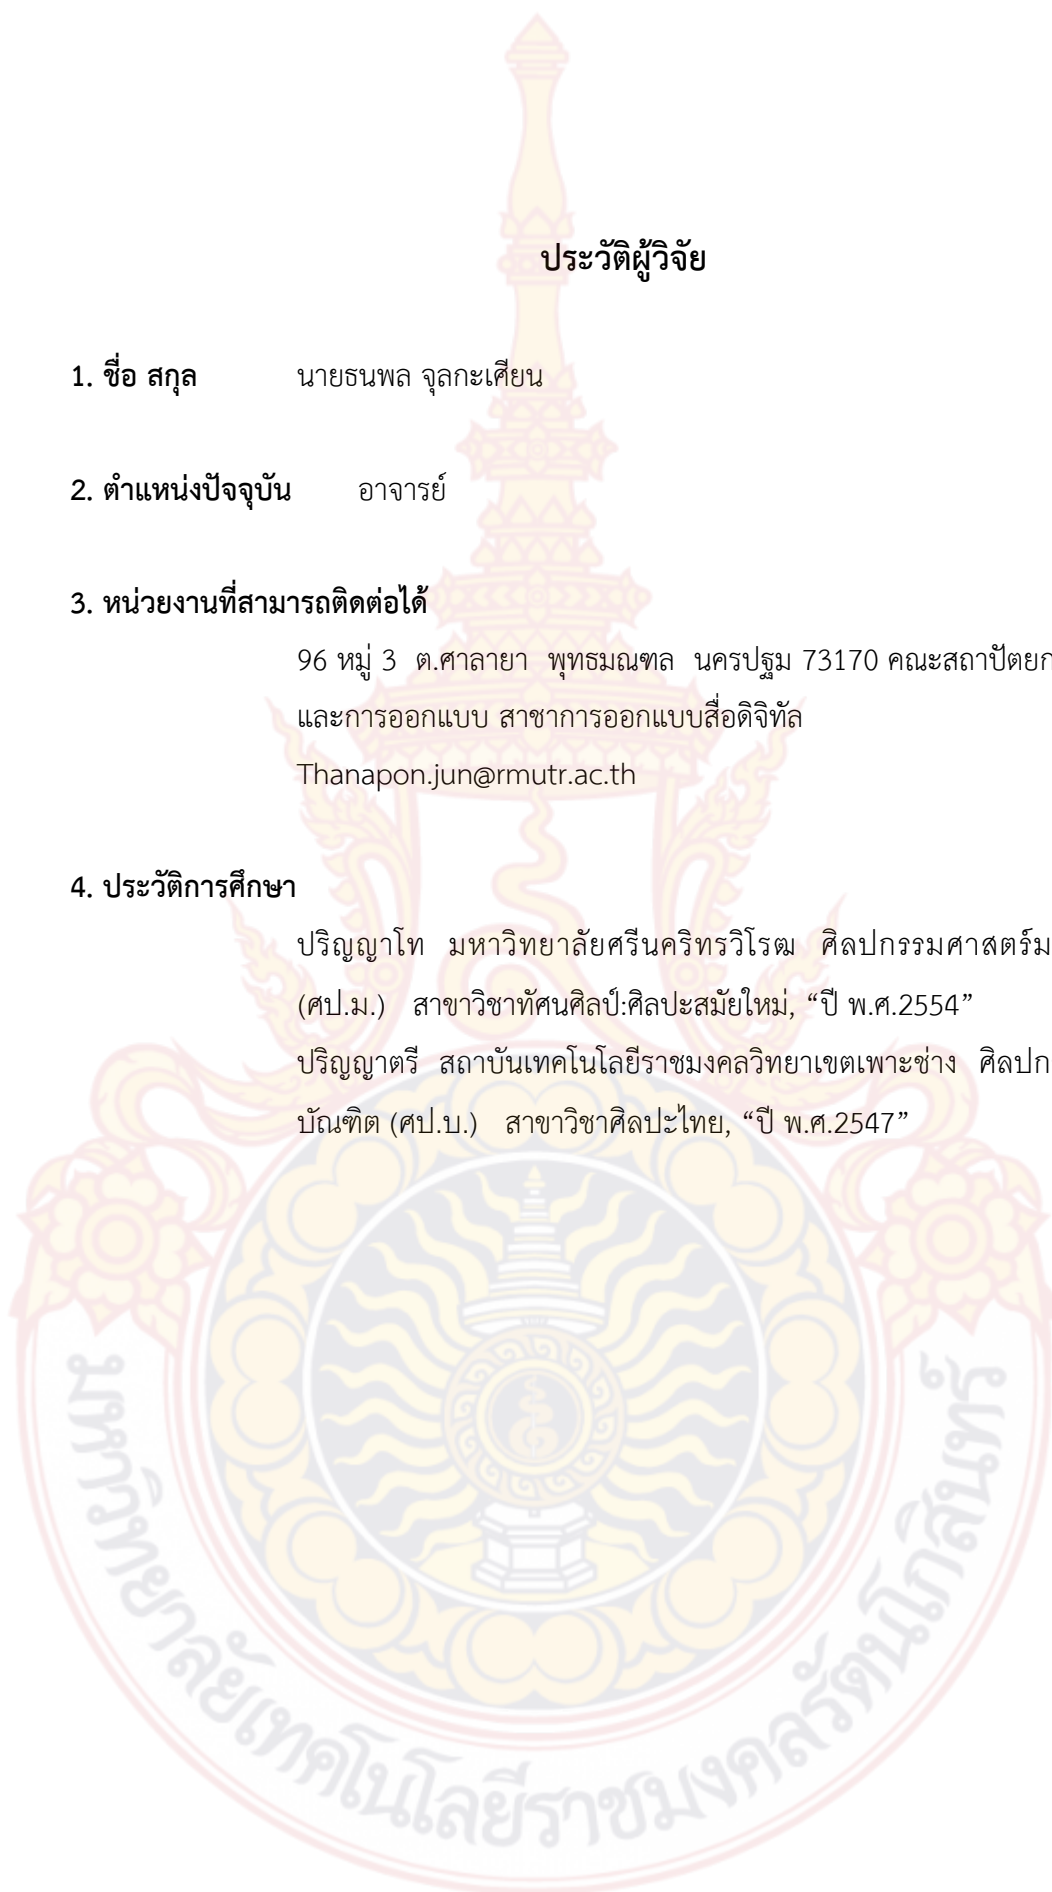 ประวัติผู้วิจัย
1. ชื่อ สกุล นายธนพล จุลกะเศียน
2. ตำแหน่งปัจจุบัน อาจารย์
3. หน่วยงานที่สามารถติดต่อได้
96 หมู่ 3 ต.ศาลายา พุทธมณฑล นครปฐม 73170 คณะสถาปัตยก
และการออกแบบ สาขาการออกแบบสื่อดิจิทัล
Thanapon.jun@rmutr.ac.th
4. ประวัติการศึกษา
ปริญญาโท มหาวิทยาลัยศรีนคริทรวิโรฒ ศิลปกรรมศาสตร์ม
(ศป.ม.) สาขาวิชาทัศนศิลป์:ศิลปะสมัยใหม่, “ปี พ.ศ.2554”
ปริญญาตรี สถาบันเทคโนโลยีราชมงคลวิทยาเขตเพาะช่าง ศิลปก
บัณฑิต (ศป.บ.) สาขาวิชาศิลปะไทย, “ปี พ.ศ.2547”
มหาวิทยาลัยเทคโนโลยีราชมงคลรัตนโกสินทร์